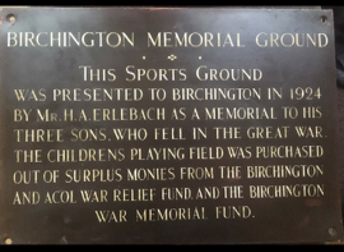 BIRCHINGTON MEMORIAL GROUND
THIS SPORTS GROUND
WAS PRESENTED TO BIRCHINGTON IN 1924
BY MR. H.A. ERLEBACH AS A MEMORIAL TO HIS
THREE SONS, WHO FELL IN THE GREAT WAR.
THE CHILDRENS PLAYING FIELD WAS PURCHASED
OUT OF SURPLUS MONIES FROM THE BIRCHINGTON
AND ACOL WAR RELIEF FUND, AND THE BIRCHINGTON
WAR MEMORIAL FUND.